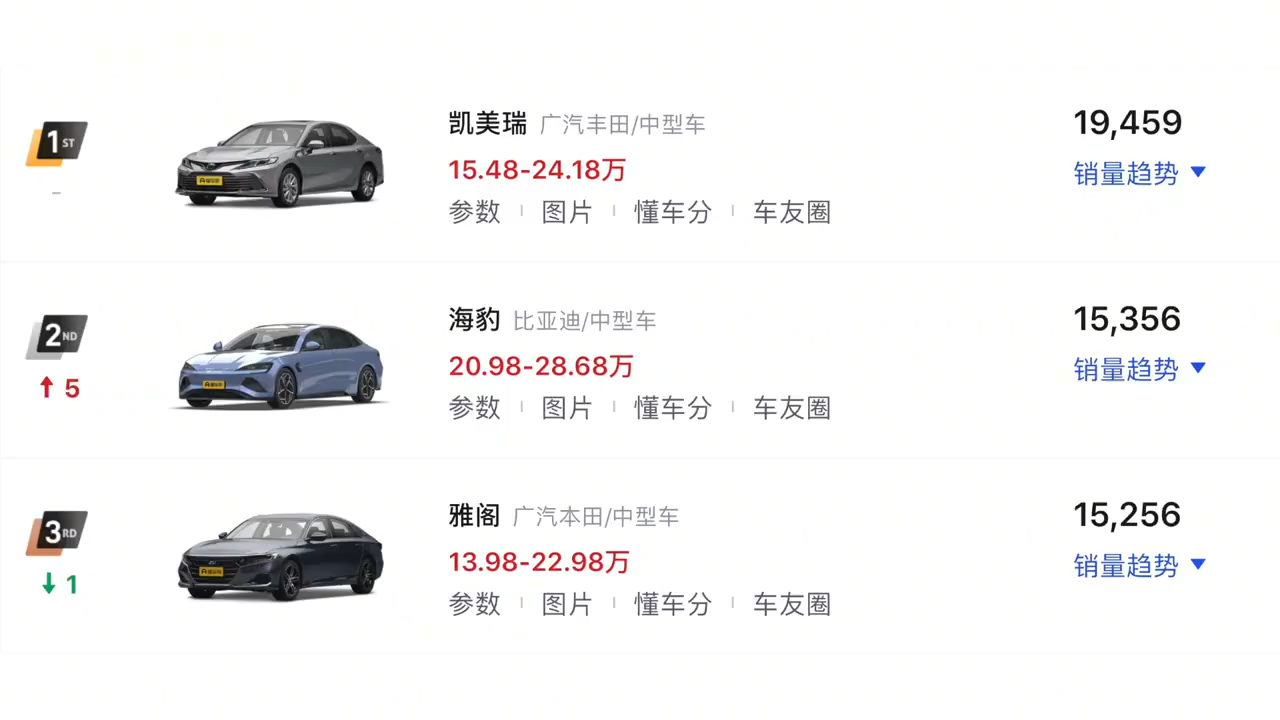 1ST
凯美瑞 广汽丰田/中型车
19,459
–
15.48-24.18万
销量趋势
参数 图片 懂车分 车友圈
2ND
海豹 比亚迪/中型车
15,356
↑ 5
20.98-28.68万
销量趋势
参数 图片 懂车分 车友圈
3RD
雅阁 广汽本田/中型车
15,256
↓ 1
13.98-22.98万
销量趋势
参数 图片 懂车分 车友圈